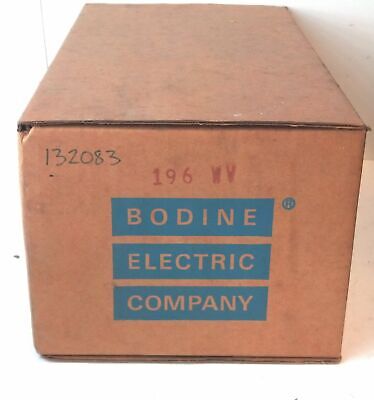 132083
196 WV
BODINE ®
ELECTRIC
COMPANY